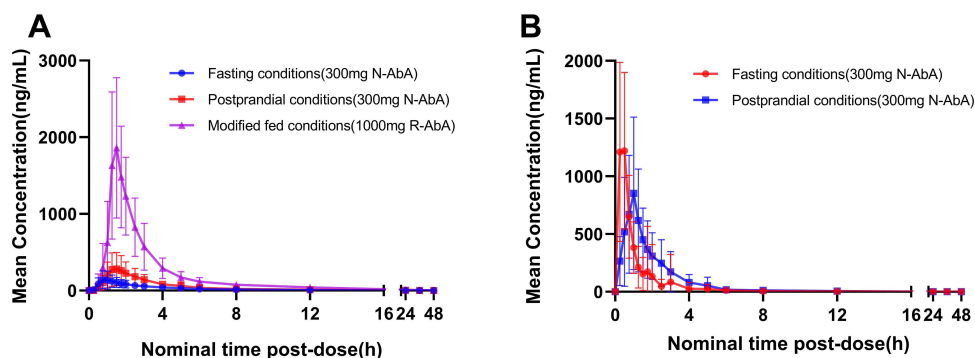 A
Mean Concentration(ng/mL)
3000
2000
1000
0
Fasting conditions(300mg N-AbA)
Postprandial conditions(300mg N-AbA)
Modified fed conditions(1000mg R-AbA)
0 4 8 12 16 24 48
Nominal time post-dose(h)
B
Mean Concentration(ng/mL)
2000
1500
1000
500
0
Fasting conditions(300mg N-AbA)
Postprandial conditions(300mg N-AbA)
0 4 8 12 16 24 48
Nominal time post-dose(h)